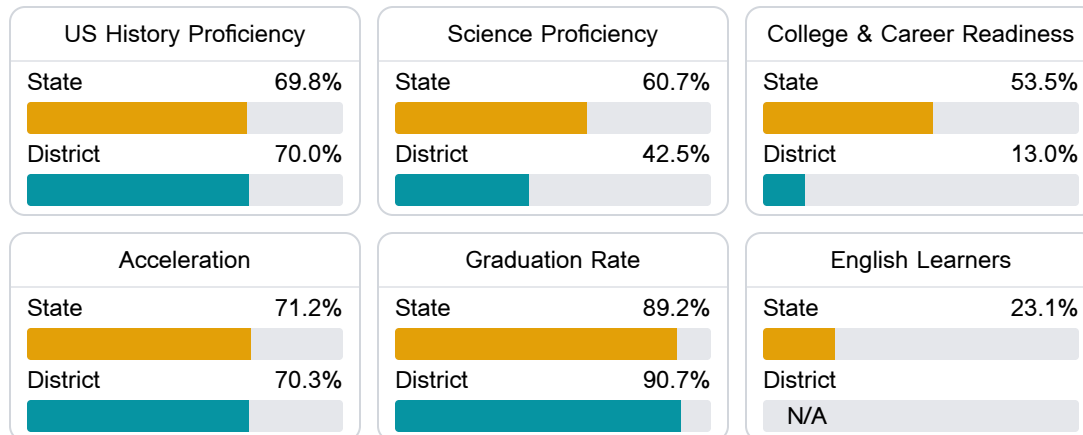 US History Proficiency
State 69.8%
District 70.0%
Science Proficiency
State 60.7%
District 42.5%
College & Career Readiness
State 53.5%
District 13.0%
Acceleration
State 71.2%
District 70.3%
Graduation Rate
State 89.2%
District 90.7%
English Learners
State 23.1%
District
N/A